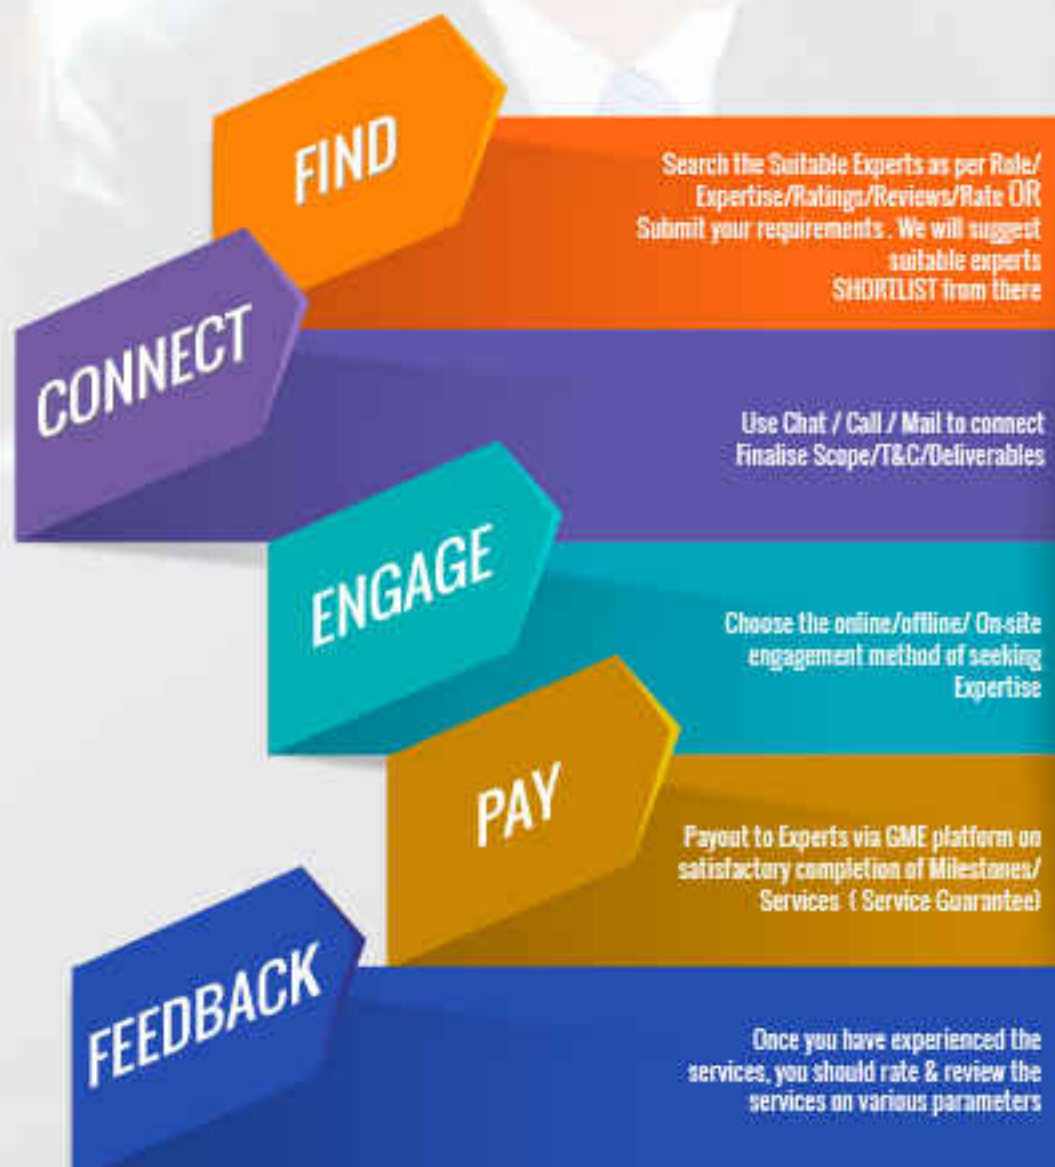 FIND
Search the Suitable Experts as per Role/
Expertise/Ratings/Reviews/Rate OR
Submit your requirements . We will suggest
suitable experts
SHORTLIST from there
CONNECT
Use Chat / Call / Mail to connect
Finalise Scope/T&C/Deliverables
ENGAGE
Choose the online/offline/ On-site
engagement method of seeking
Expertise
PAY
Payout to Experts via GME platform on
satisfactory completion of Milestones/
Services ( Service Guarantee)
FEEDBACK
Once you have experienced the
services, you should rate & review the
services on various parameters